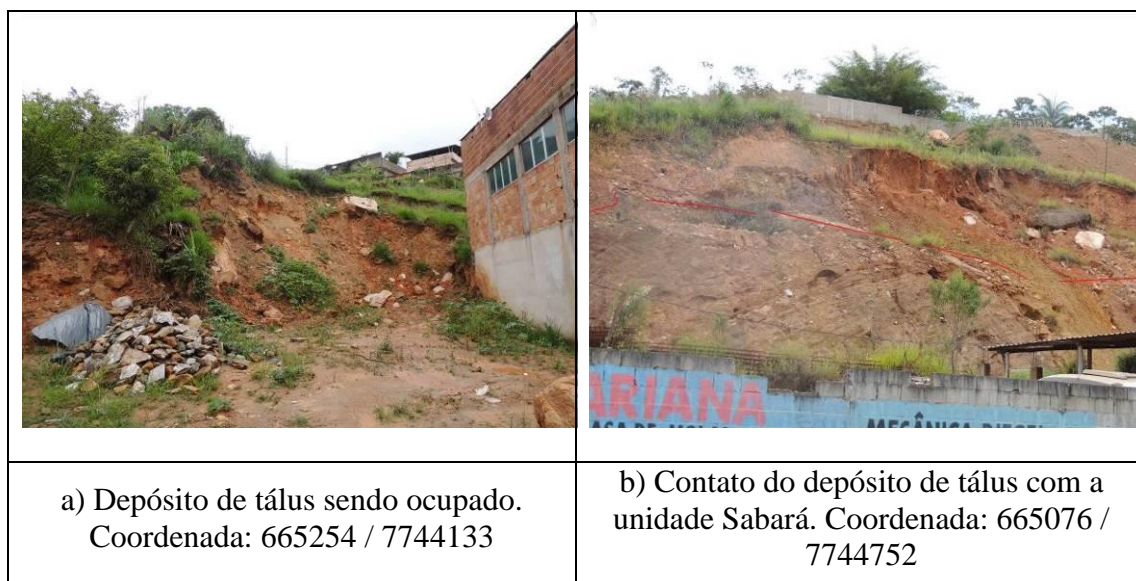 ARIANA
MECÂNICA DIESEL
a) Depósito de tálus sendo ocupado.
Coordenada: 665254 / 7744133
b) Contato do depósito de tálus com a
unidade Sabará. Coordenada: 665076 /
7744752